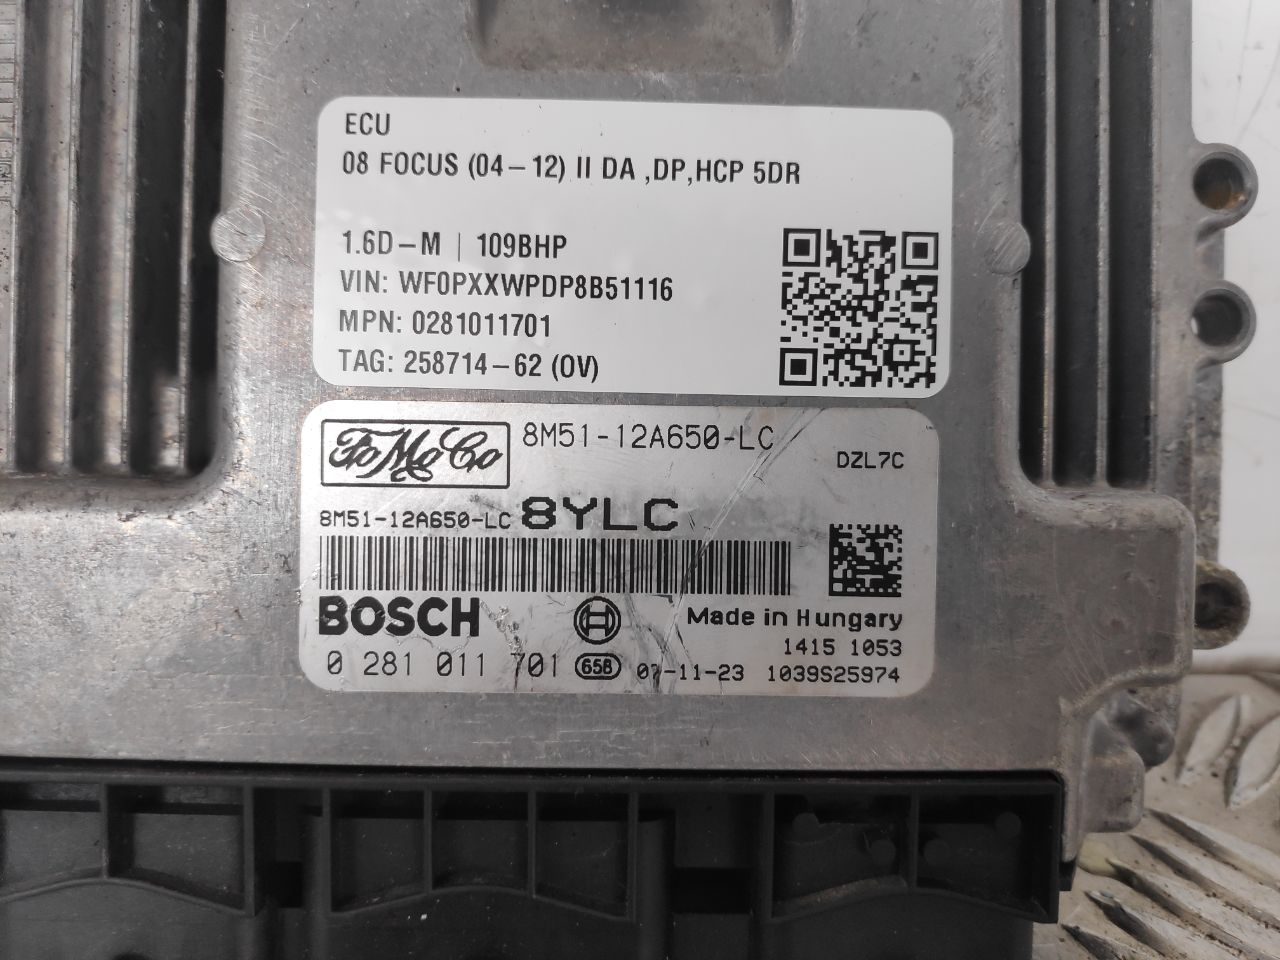 ECU
08 FOCUS (04-12) II DA ,DP,HCP 5DR
1.6D-M | 109BHP
VIN: WF0PXXWPDP8B51116
MPN: 0281011701
TAG: 258714-62 (OV)
FoMoCo 8M51-12A650-LC
DZL7C
8M51-12A650-LC 8YLC
BOSCH Made in Hungary
1415 1053
0 281 011 701 658 07-11-23 1039S25974